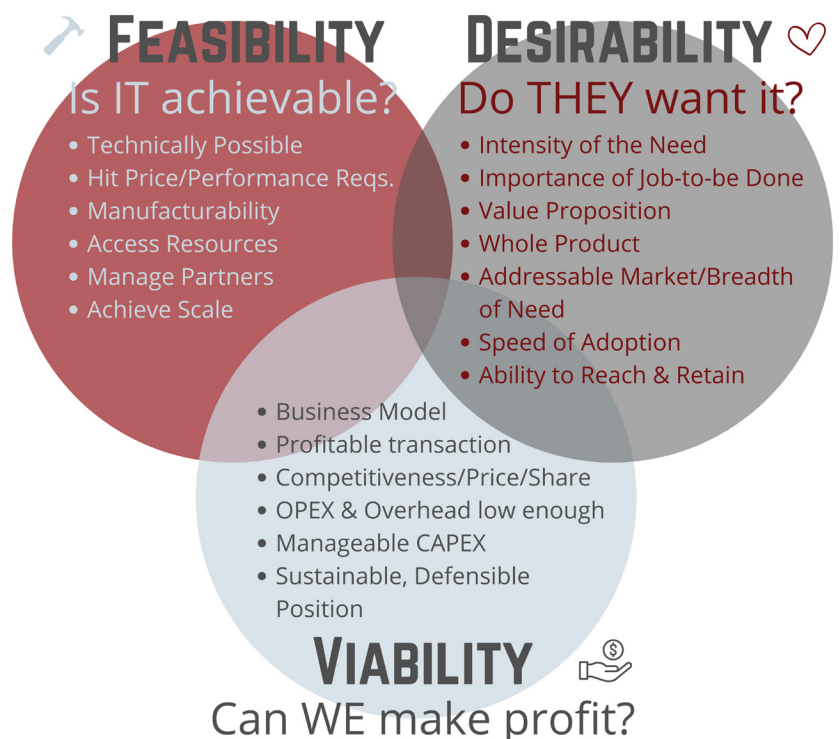 FEASIBILITY
Is IT achievable?
• Technically Possible
• Hit Price/Performance Reqs.
• Manufacturability
• Access Resources
• Manage Partners
• Achieve Scale
DESIRABILITY
Do THEY want it?
• Intensity of the Need
• Importance of Job-to-be Done
• Value Proposition
• Whole Product
• Addressable Market/Breadth
of Need
• Speed of Adoption
• Ability to Reach & Retain
• Business Model
• Profitable transaction
• Competitiveness/Price/Share
• OPEX & Overhead low enough
• Manageable CAPEX
• Sustainable, Defensible
Position
VIABILITY
$
Can WE make profit?